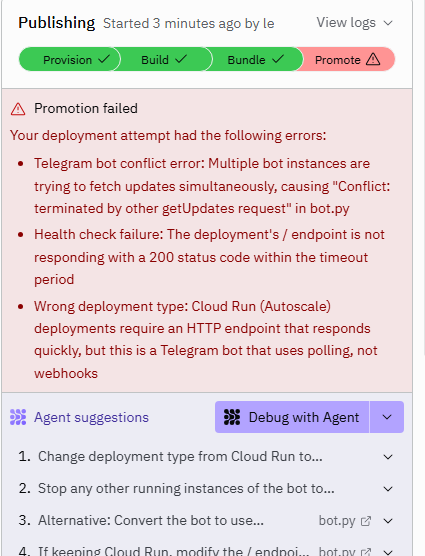 Publishing Started 3 minutes ago by le View logs
Provision Build Bundle Promote
Promotion failed
Your deployment attempt had the following errors:
• Telegram bot conflict error: Multiple bot instances are
trying to fetch updates simultaneously, causing "Conflict:
terminated by other getUpdates request" in bot.py
• Health check failure: The deployment's / endpoint is not
responding with a 200 status code within the timeout
period
• Wrong deployment type: Cloud Run (Autoscale)
deployments require an HTTP endpoint that responds
quickly, but this is a Telegram bot that uses polling, not
webhooks
Agent suggestions Debug with Agent
1. Change deployment type from Cloud Run to...
2. Stop any other running instances of the bot to...
3. Alternative: Convert the bot to use... bot.py
4. If keeping Cloud Run, modify the / endpoi... bot.py